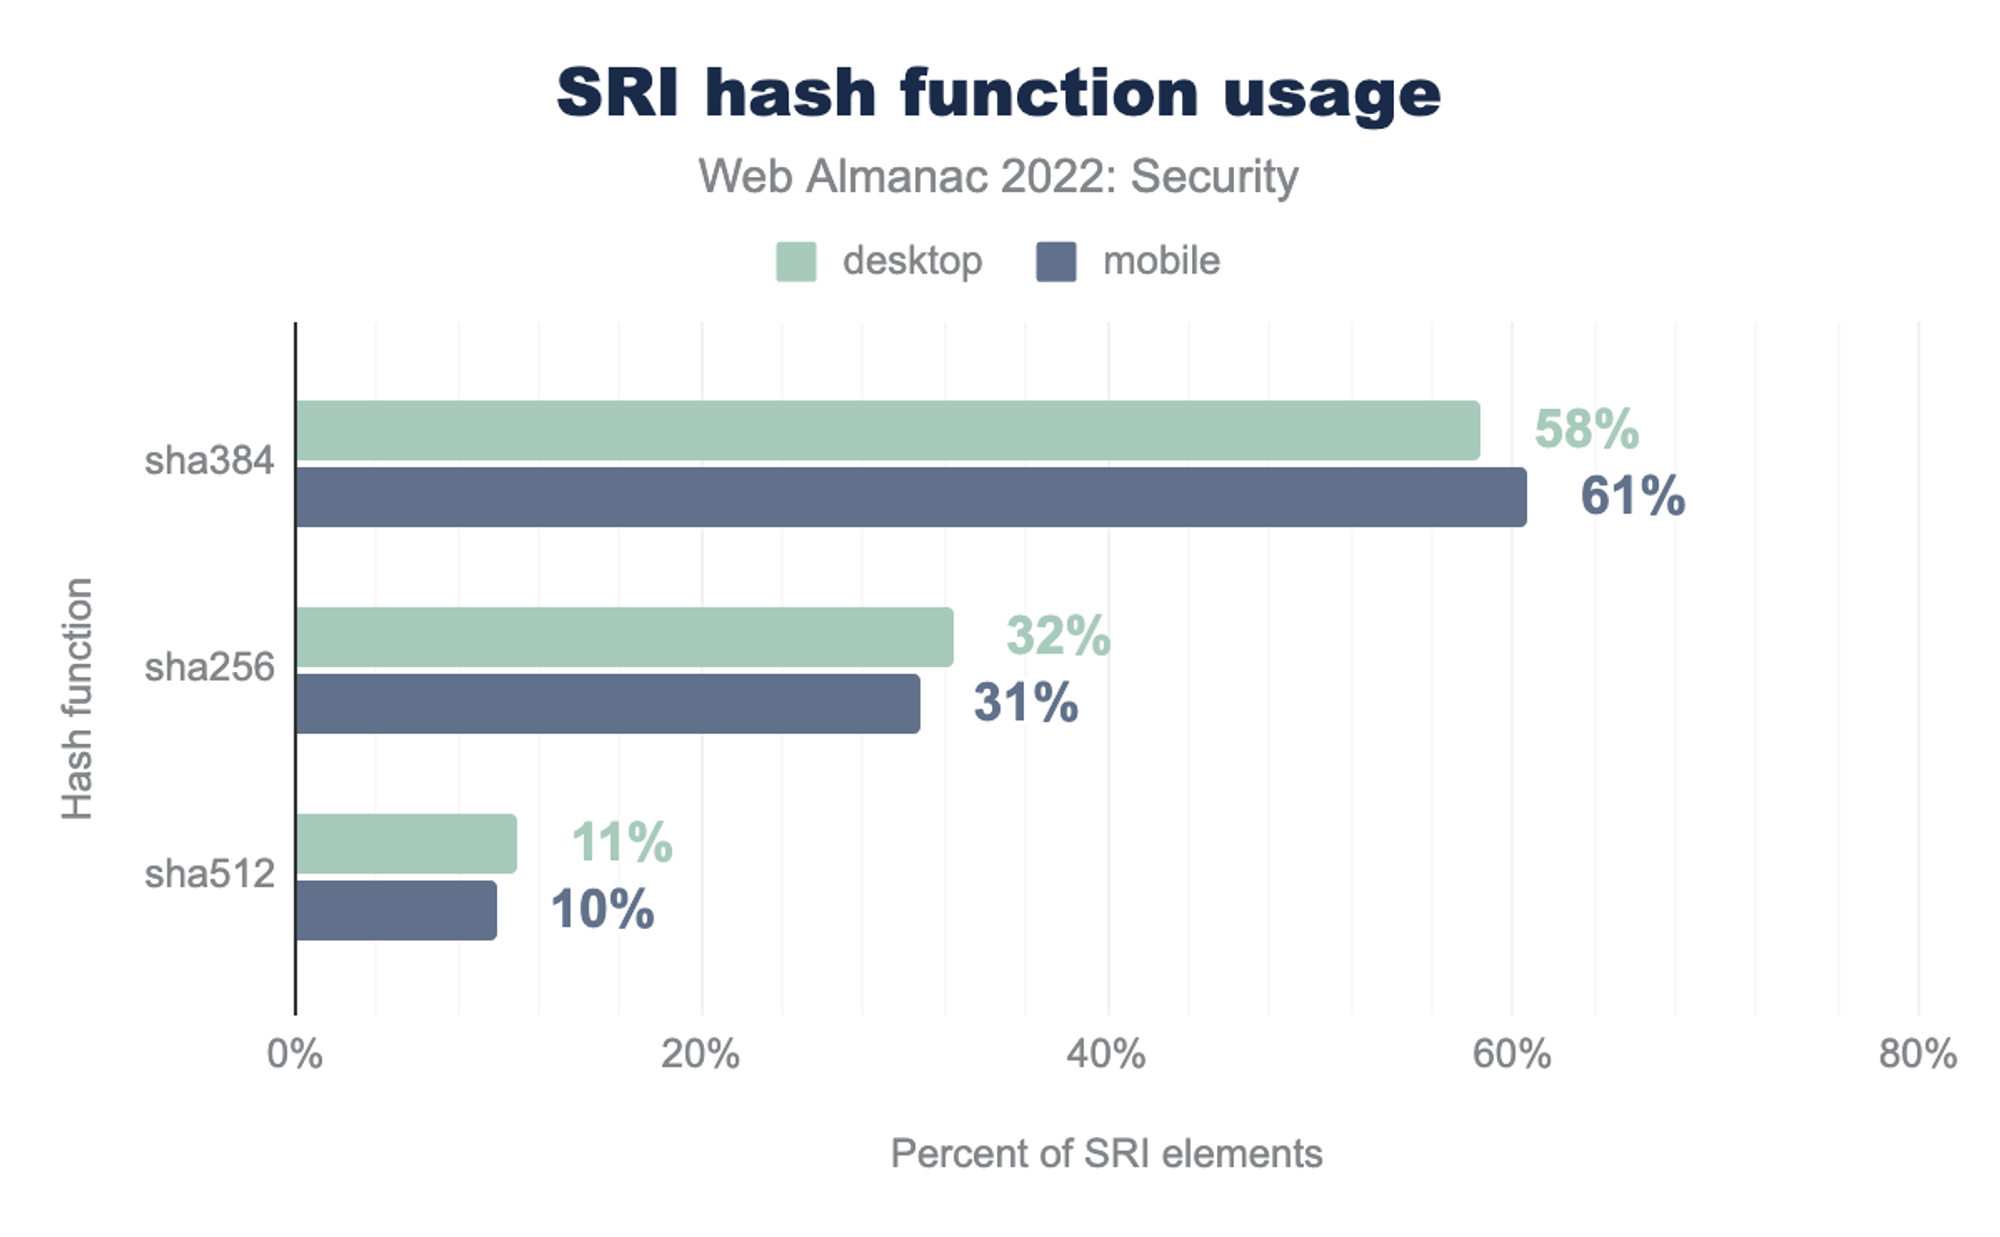 SRI hash function usage
Web Almanac 2022: Security
desktop mobile
sha384
58%
61%
sha256
32%
31%
sha512
11%
10%
Hash function
0% 20% 40% 60% 80%
Percent of SRI elements